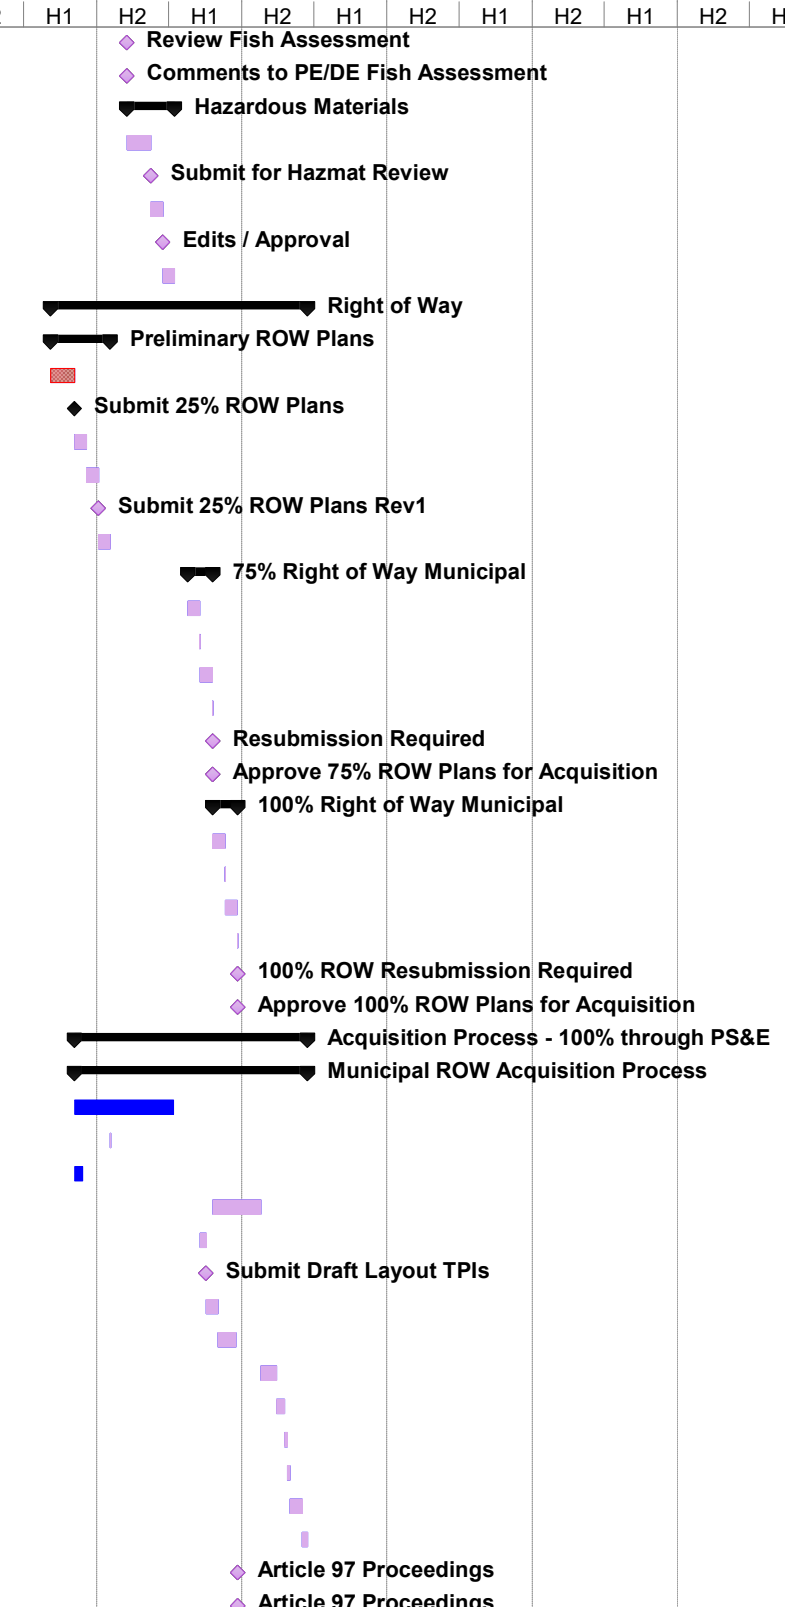 H1 H2 H1 H2 H1 H2 H1 H2 H1 H2
Review Fish Assessment
Comments to PE/DE Fish Assessment
Hazardous Materials
Submit for Hazmat Review
Edits / Approval
Right of Way
Preliminary ROW Plans
Submit 25% ROW Plans
Submit 25% ROW Plans Rev1
75% Right of Way Municipal
Resubmission Required
Approve 75% ROW Plans for Acquisition
100% Right of Way Municipal
100% ROW Resubmission Required
Approve 100% ROW Plans for Acquisition
Acquisition Process - 100% through PS&E
Municipal ROW Acquisition Process
Submit Draft Layout TPIs
Article 97 Proceedings
Article 97 Proceedings